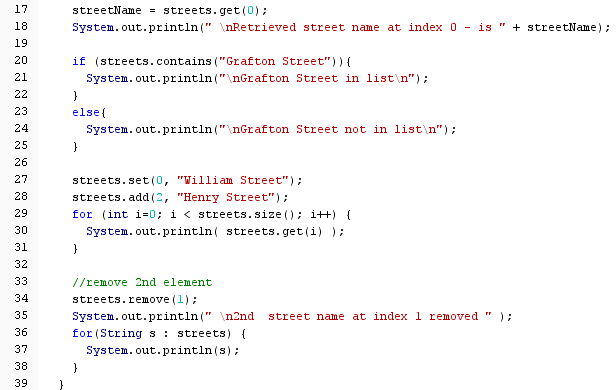 17 streetName = streets.get(0);
18 System.out.println(" \nRetrieved street name at index 0 - is " + streetName);
19
20 if (streets.contains("Grafton Street")){
21 System.out.println("\nGrafton Street in list\n");
22 }
23 else{
24 System.out.println("\nGrafton Street not in list\n");
25 }
26
27 streets.set(0, "William Street");
28 streets.add(2, "Henry Street");
29 for (int i=0; i < streets.size(); i++) {
30 System.out.println( streets.get(i) );
31 }
32
33 //remove 2nd element
34 streets.remove(1);
35 System.out.println(" \n2nd  street name at index 1 removed " );
36 for(String s : streets) {
37 System.out.println(s);
38 }
39 }